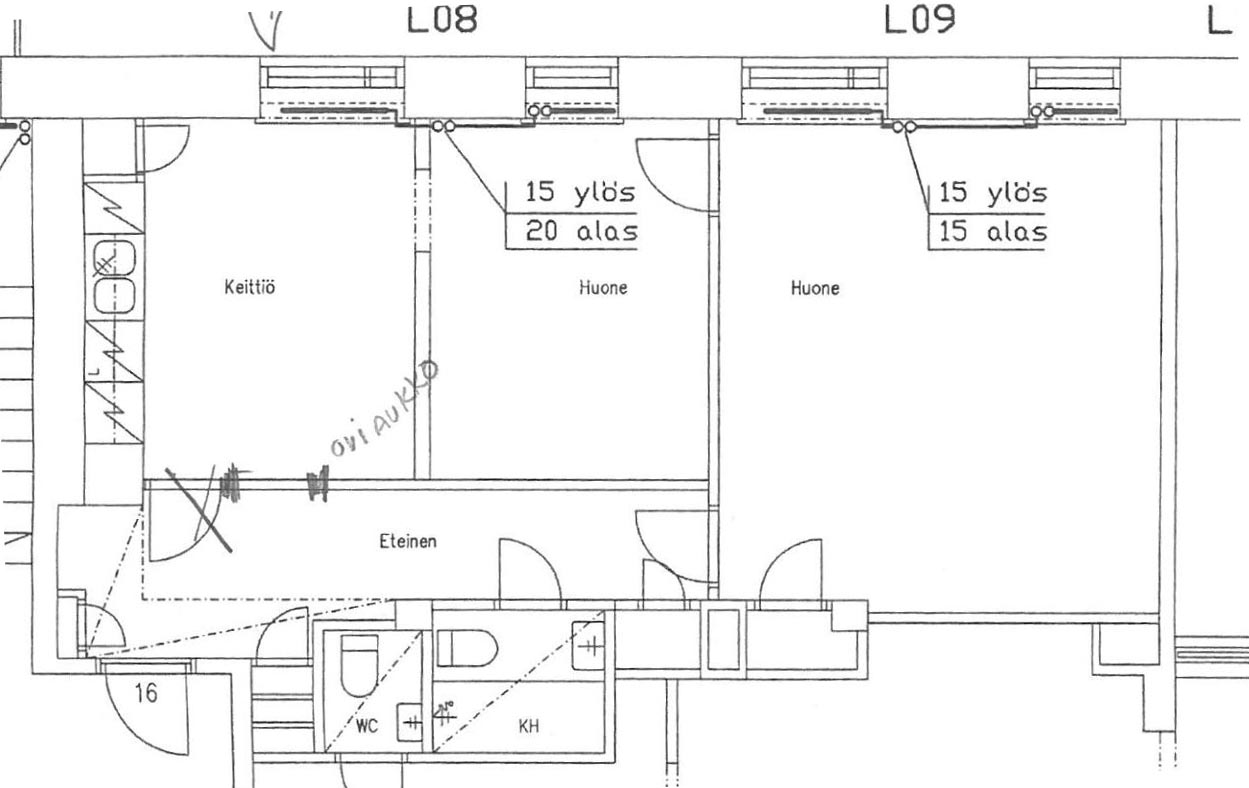 L08
L09
L
15 ylös
20 alas
15 ylös
15 alas
Keittiö
Huone
Huone
OVI AUKKO
L
Eteinen
16
WC
KH